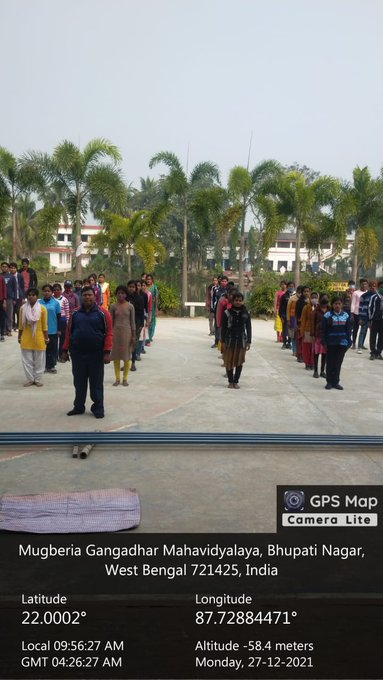 GPS Map
Camera Lite
Mugberia Gangadhar Mahavidyalaya, Bhupati Nagar,
West Bengal 721425, India
Latitude
22.0002°
Longitude
87.72884471°
Local 09:56:27 AM
GMT 04:26:27 AM
Altitude -58.4 meters
Monday, 27-12-2021